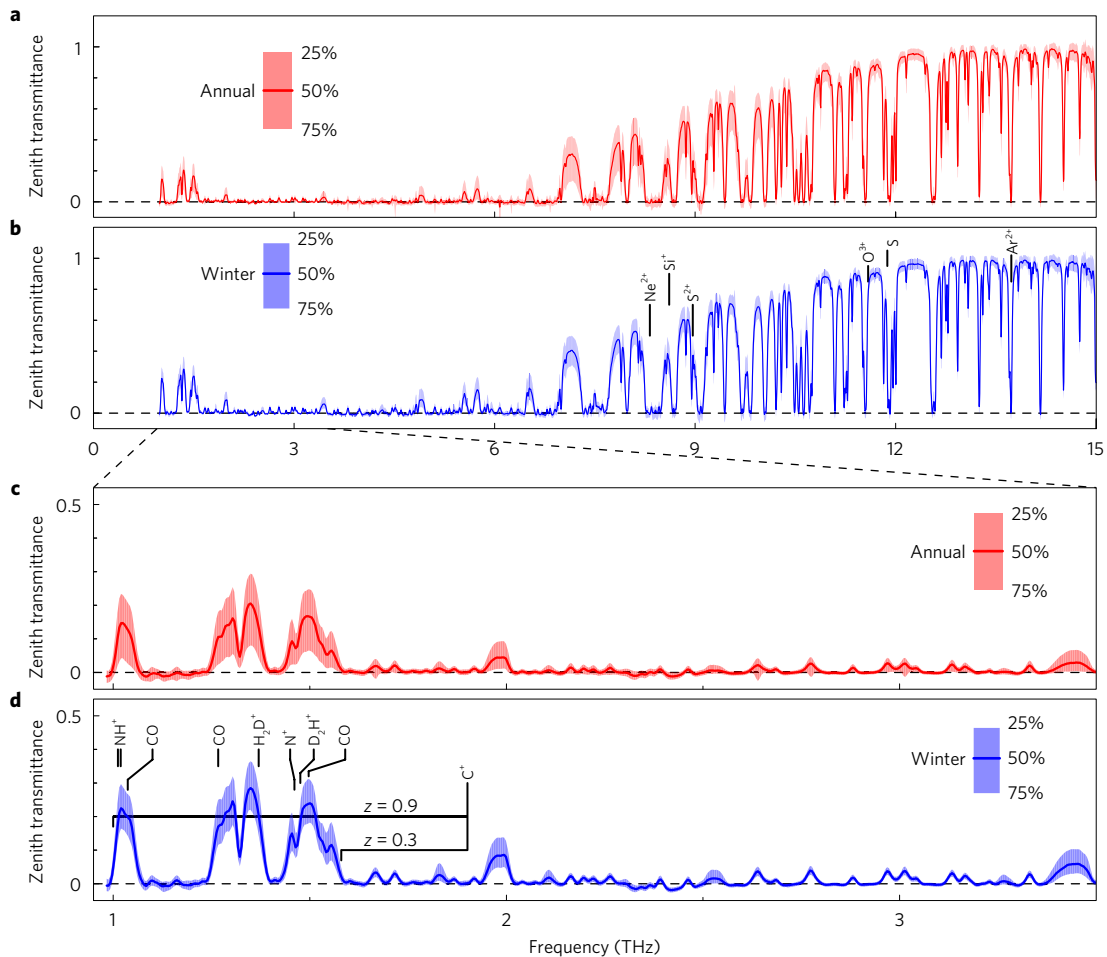 a
Zenith transmittance
1
0
Annual
25%
50%
75%
b
Zenith transmittance
1
0
Winter
25%
50%
75%
Ne²⁺
Si⁺
S²⁺
O³⁺
S
Ar²⁺
0
3
6
9
12
15
c
Zenith transmittance
0.5
0
Annual
25%
50%
75%
d
Zenith transmittance
0.5
0
NH⁺
CO
CO
H₂D⁺
N⁺
D₂H⁺
CO
C⁺
z = 0.9
z = 0.3
Winter
25%
50%
75%
1
2
3
Frequency (THz)